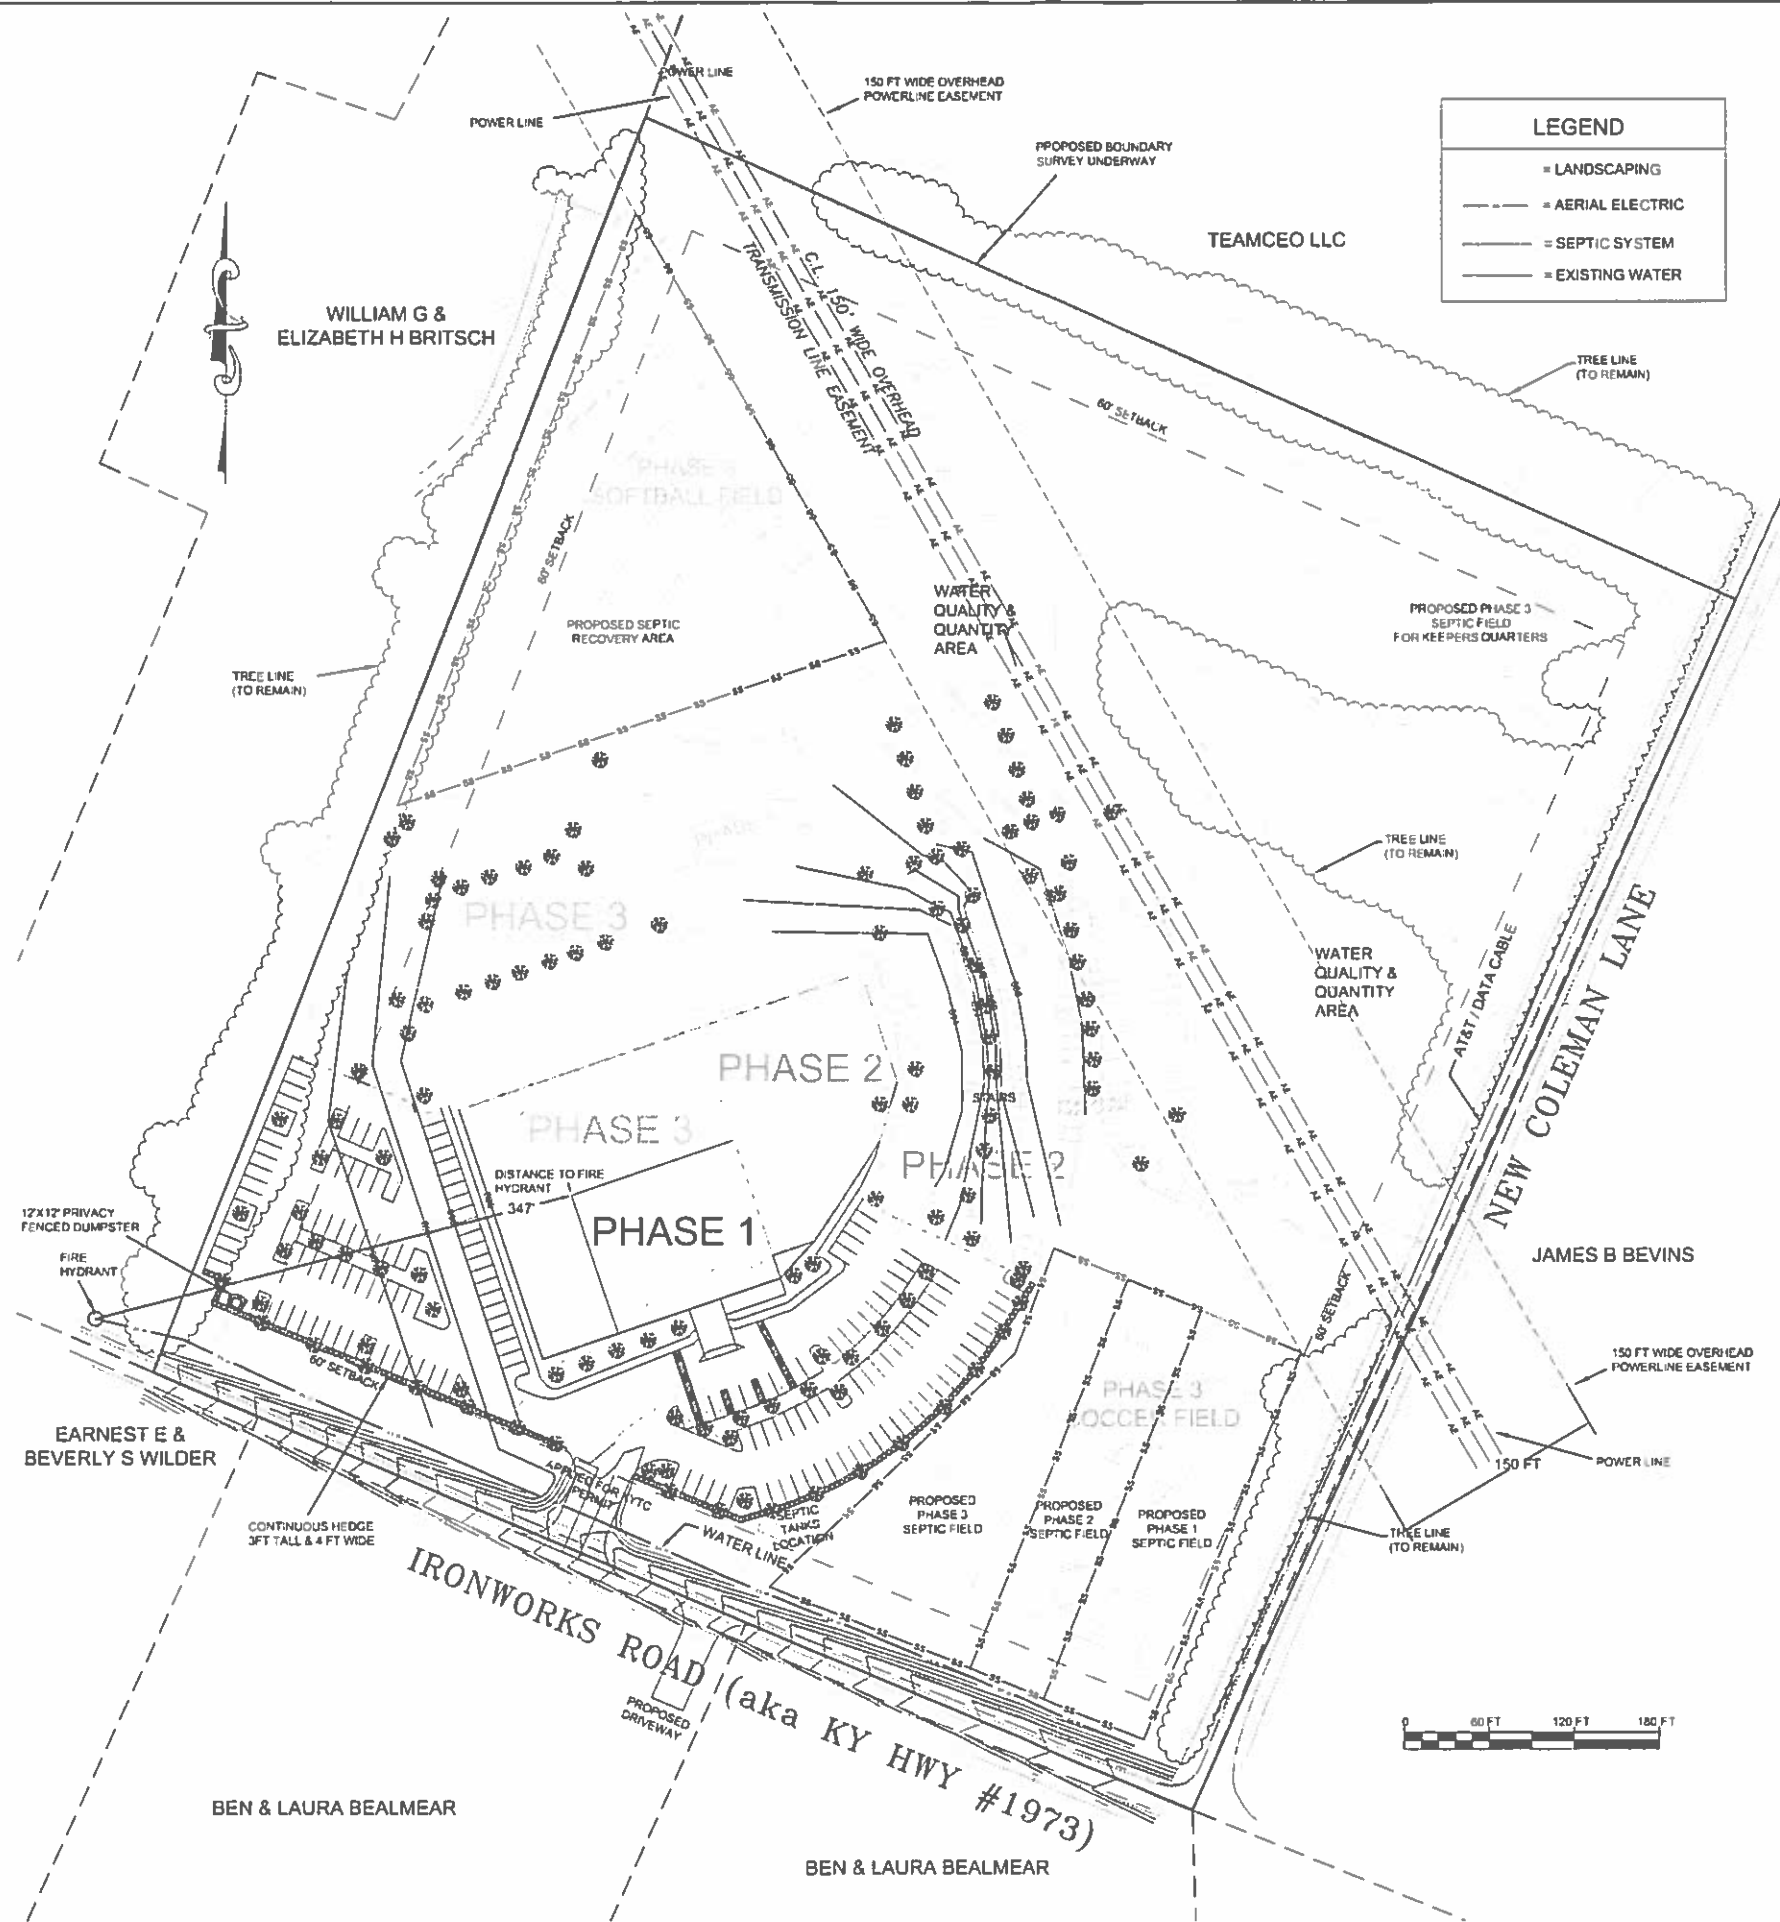 POWER LINE
POWER LINE
150 FT WIDE OVERHEAD
POWERLINE EASEMENT
PROPOSED BOUNDARY
SURVEY UNDERWAY
LEGEND
= LANDSCAPING
= AERIAL ELECTRIC
= SEPTIC SYSTEM
= EXISTING WATER
TEAMCEO LLC
WILLIAM G &
ELIZABETH H BRITSCH
C.L. 150' WIDE OVERHEAD
TRANSMISSION LINE EASEMENT
TREE LINE
(TO REMAIN)
60' SETBACK
PHASE 3
SOFTBALL FIELD
60' SETBACK
PROPOSED SEPTIC
RECOVERY AREA
WATER
QUALITY &
QUANTITY
AREA
PROPOSED PHASE 3
SEPTIC FIELD
FOR KEEPERS QUARTERS
TREE LINE
(TO REMAIN)
TREE LINE
(TO REMAIN)
PHASE 3
WATER
QUALITY &
QUANTITY
AREA
AT&T / DATA CABLE
NEW COLEMAN LANE
PHASE 2
STAIRS
PHASE 3
PHASE 2
DISTANCE TO FIRE
HYDRANT
347'
PHASE 1
12'X12' PRIVACY
FENCED DUMPSTER
FIRE
HYDRANT
JAMES B BEVINS
60' SETBACK
60' SETBACK
150 FT WIDE OVERHEAD
POWERLINE EASEMENT
PHASE 3
SOCCER FIELD
EARNEST E &
BEVERLY S WILDER
150 FT
POWER LINE
APPLIED FOR KYTC
PERMIT
CONTINUOUS HEDGE
3FT TALL & 4 FT WIDE
WATER LINE
SEPTIC
TANKS
LOCATION
PROPOSED
PHASE 3
SEPTIC FIELD
PROPOSED
PHASE 2
SEPTIC FIELD
PROPOSED
PHASE 1
SEPTIC FIELD
TREE LINE
(TO REMAIN)
IRONWORKS ROAD (aka KY HWY #1973)
PROPOSED
DRIVEWAY
0 60 FT 120 FT 180 FT
BEN & LAURA BEALMEAR
BEN & LAURA BEALMEAR